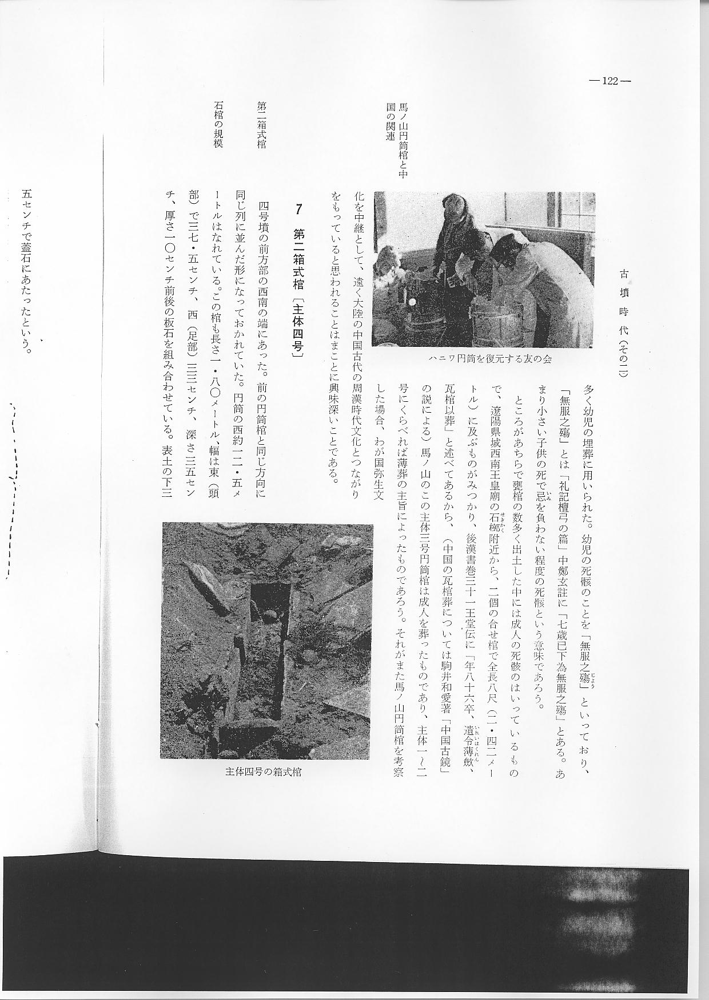 ―122―
古墳時代（その二）
多く幼児の埋葬に用いられた。幼児の死骸のことを「無服之殤」といっており、
「無服之殤」とは「礼記檀弓の篇」中鄭玄註に「七歳已下為無服之殤」とある。あ
まり小さい子供の死で忌を負わない程度の死骸という意味であろう。
ところがあちらで甕棺の数多く出土した中には成人の死骸のはいっているもの
で、遼陽県城西南王皇廟の石槨附近から、二個の合せ棺で全長八尺（二・四二メー
トル）に及ぶものがみつかり、後漢書巻三十一王堂伝に「年八十六卒、遺令薄斂、
瓦棺以葬」と述べてあるから、（中国の瓦棺葬については駒井和愛著「中国古鏡」
の説による）馬ノ山のこの主体三号円筒棺は成人を葬ったものであり、主体一〜二
号にくらべれば薄葬の主旨によったものであろう。それがまた馬ノ山円筒棺を考察
した場合、わが国弥生文
ハニワ円筒を復元する友の会
馬ノ山円筒棺と中
国の関連
化を中継として、遠く大陸の中国古代の周漢時代文化とつながり
をもっていると思われることはまことに興味深いことである。
7 第二箱式棺〔主体四号〕
第二箱式棺
四号墳の前方部の西南の端にあった。前の円筒棺と同じ方向に
同じ列に並んだ形になっておかれていた。円筒の西約一二・五メ
石棺の規模
ートルはなれている。この棺も長さ一・八〇メートル、幅は東（頭
部）で三七・五センチ、西（足部）三三センチ、深さ三五セン
チ、厚さ一〇センチ前後の板石を組み合わせている。表土の下三
主体四号の箱式棺
五センチで蓋石にあたったという。